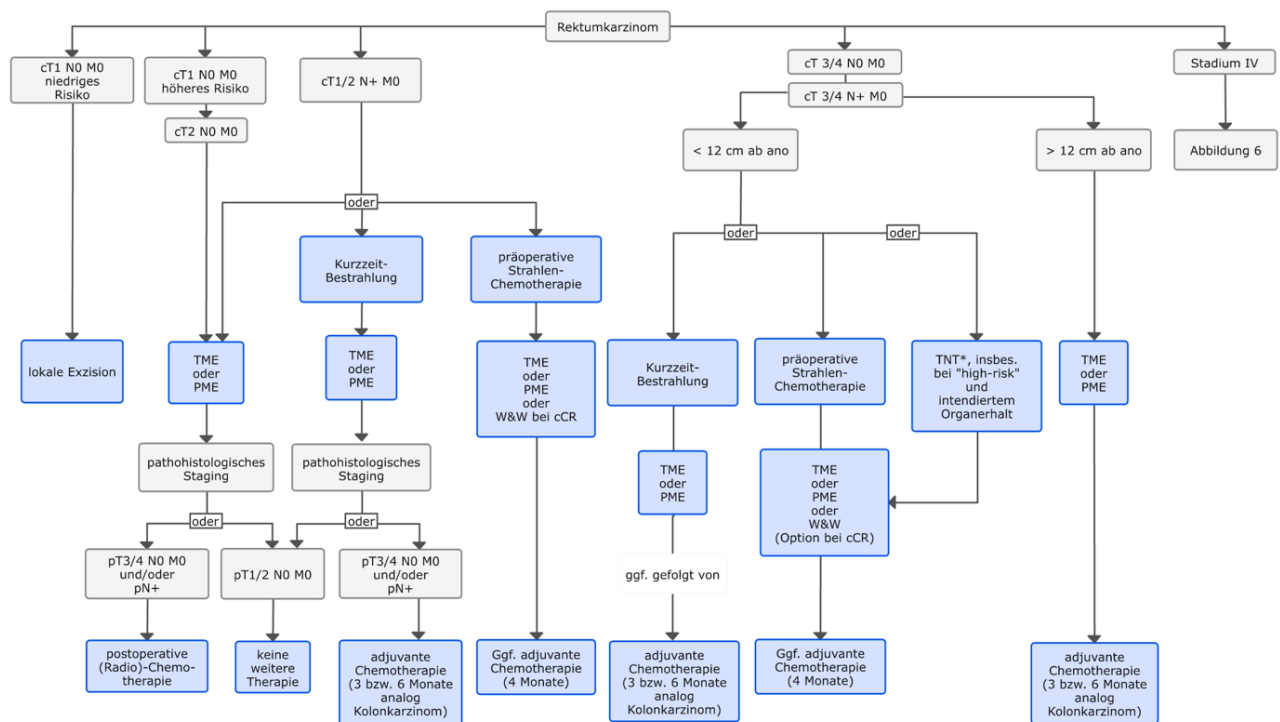 Rektumkarzinom
cT1 N0 M0
niedriges
Risiko
cT1 N0 M0
höheres Risiko
cT2 N0 M0
cT1/2 N+ M0
cT 3/4 N0 M0
cT 3/4 N+ M0
Stadium IV
< 12 cm ab ano
> 12 cm ab ano
Abbildung 6
oder
oder
oder
Kurzzeit-
Bestrahlung
präoperative
Strahlen-
Chemotherapie
lokale Exzision
TME
oder
PME
TME
oder
PME
TME
oder
PME
oder
W&W bei cCR
Kurzzeit-
Bestrahlung
präoperative
Strahlen-
Chemotherapie
TNT*, insbes.
bei "high-risk"
und
intendiertem
Organerhalt
TME
oder
PME
pathohistologisches
Staging
pathohistologisches
Staging
TME
oder
PME
TME
oder
PME
oder
W&W
(Option bei cCR)
oder
oder
pT3/4 N0 M0
und/oder
pN+
pT1/2 N0 M0
pT3/4 N0 M0
und/oder
pN+
ggf. gefolgt von
postoperative
(Radio)-Chemo-
therapie
keine
weitere
Therapie
adjuvante
Chemotherapie
(3 bzw. 6 Monate
analog
Kolonkarzinom)
Ggf. adjuvante
Chemotherapie
(4 Monate)
adjuvante
Chemotherapie
(3 bzw. 6 Monate
analog
Kolonkarzinom)
Ggf. adjuvante
Chemotherapie
(4 Monate)
adjuvante
Chemotherapie
(3 bzw. 6 Monate
analog
Kolonkarzinom)